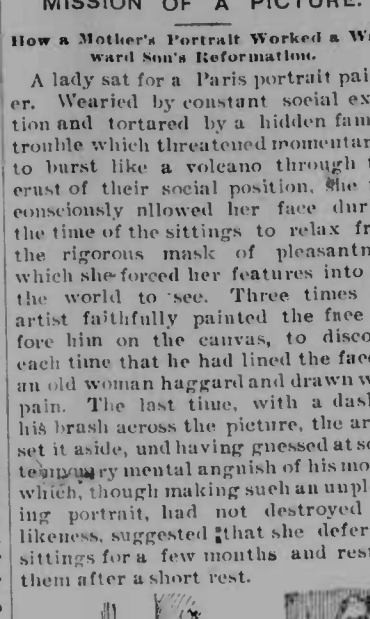 MISSION OF A PICTURE.
How a Mother's Portrait Worked a W
ward Son's Reformation.
A lady sat for a Paris portrait pai
er. Wearied by constant social ex
tion and tortured by a hidden fam
trouble which threatened momentar
to burst like a volcano through t
crust of their social position, she
consciously nllowed her face dur
the time of the sittings to relax fr
the rigorous mask of pleasantn
which she forced her features into
the world to see. Three times
artist faithfully painted the face
fore him on the canvas, to disco
each time that he had lined the face
an old woman haggard and drawn w
pain. The last time, with a das
his brash across the picture, the ar
set it aside, und having guessed at so
mental anguish of his mo
which, though making such an unpl
ing portrait, had not destroyed
likeness, suggested that she defer
sittings for a few months and res
them after a short rest.